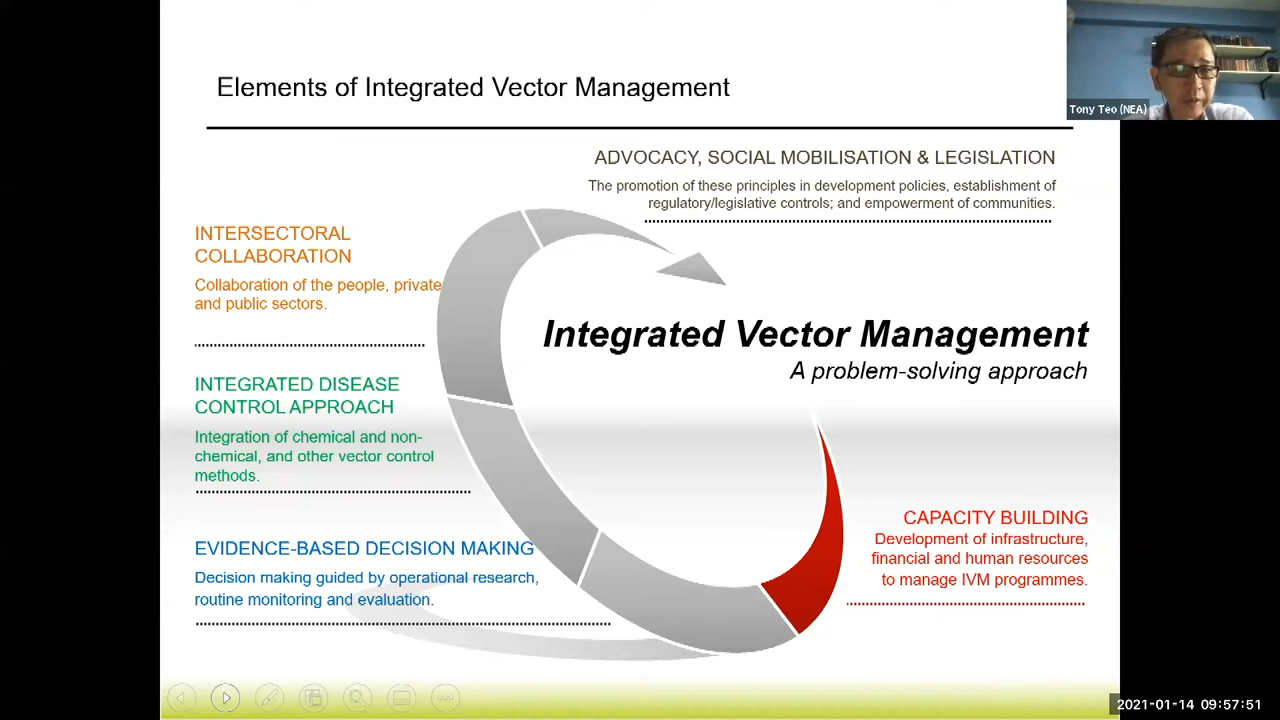 Elements of Integrated Vector Management
Tony Teo (NEA)
ADVOCACY, SOCIAL MOBILISATION & LEGISLATION
The promotion of these principles in development policies, establishment of
regulatory/legislative controls; and empowerment of communities.
INTERSECTORAL
COLLABORATION
Collaboration of the people, private
and public sectors.
Integrated Vector Management
A problem-solving approach
INTEGRATED DISEASE
CONTROL APPROACH
Integration of chemical and non-
chemical, and other vector control
methods.
EVIDENCE-BASED DECISION MAKING
Decision making guided by operational research,
routine monitoring and evaluation.
CAPACITY BUILDING
Development of infrastructure,
financial and human resources
to manage IVM programmes.
2021-01-14 09:57:51